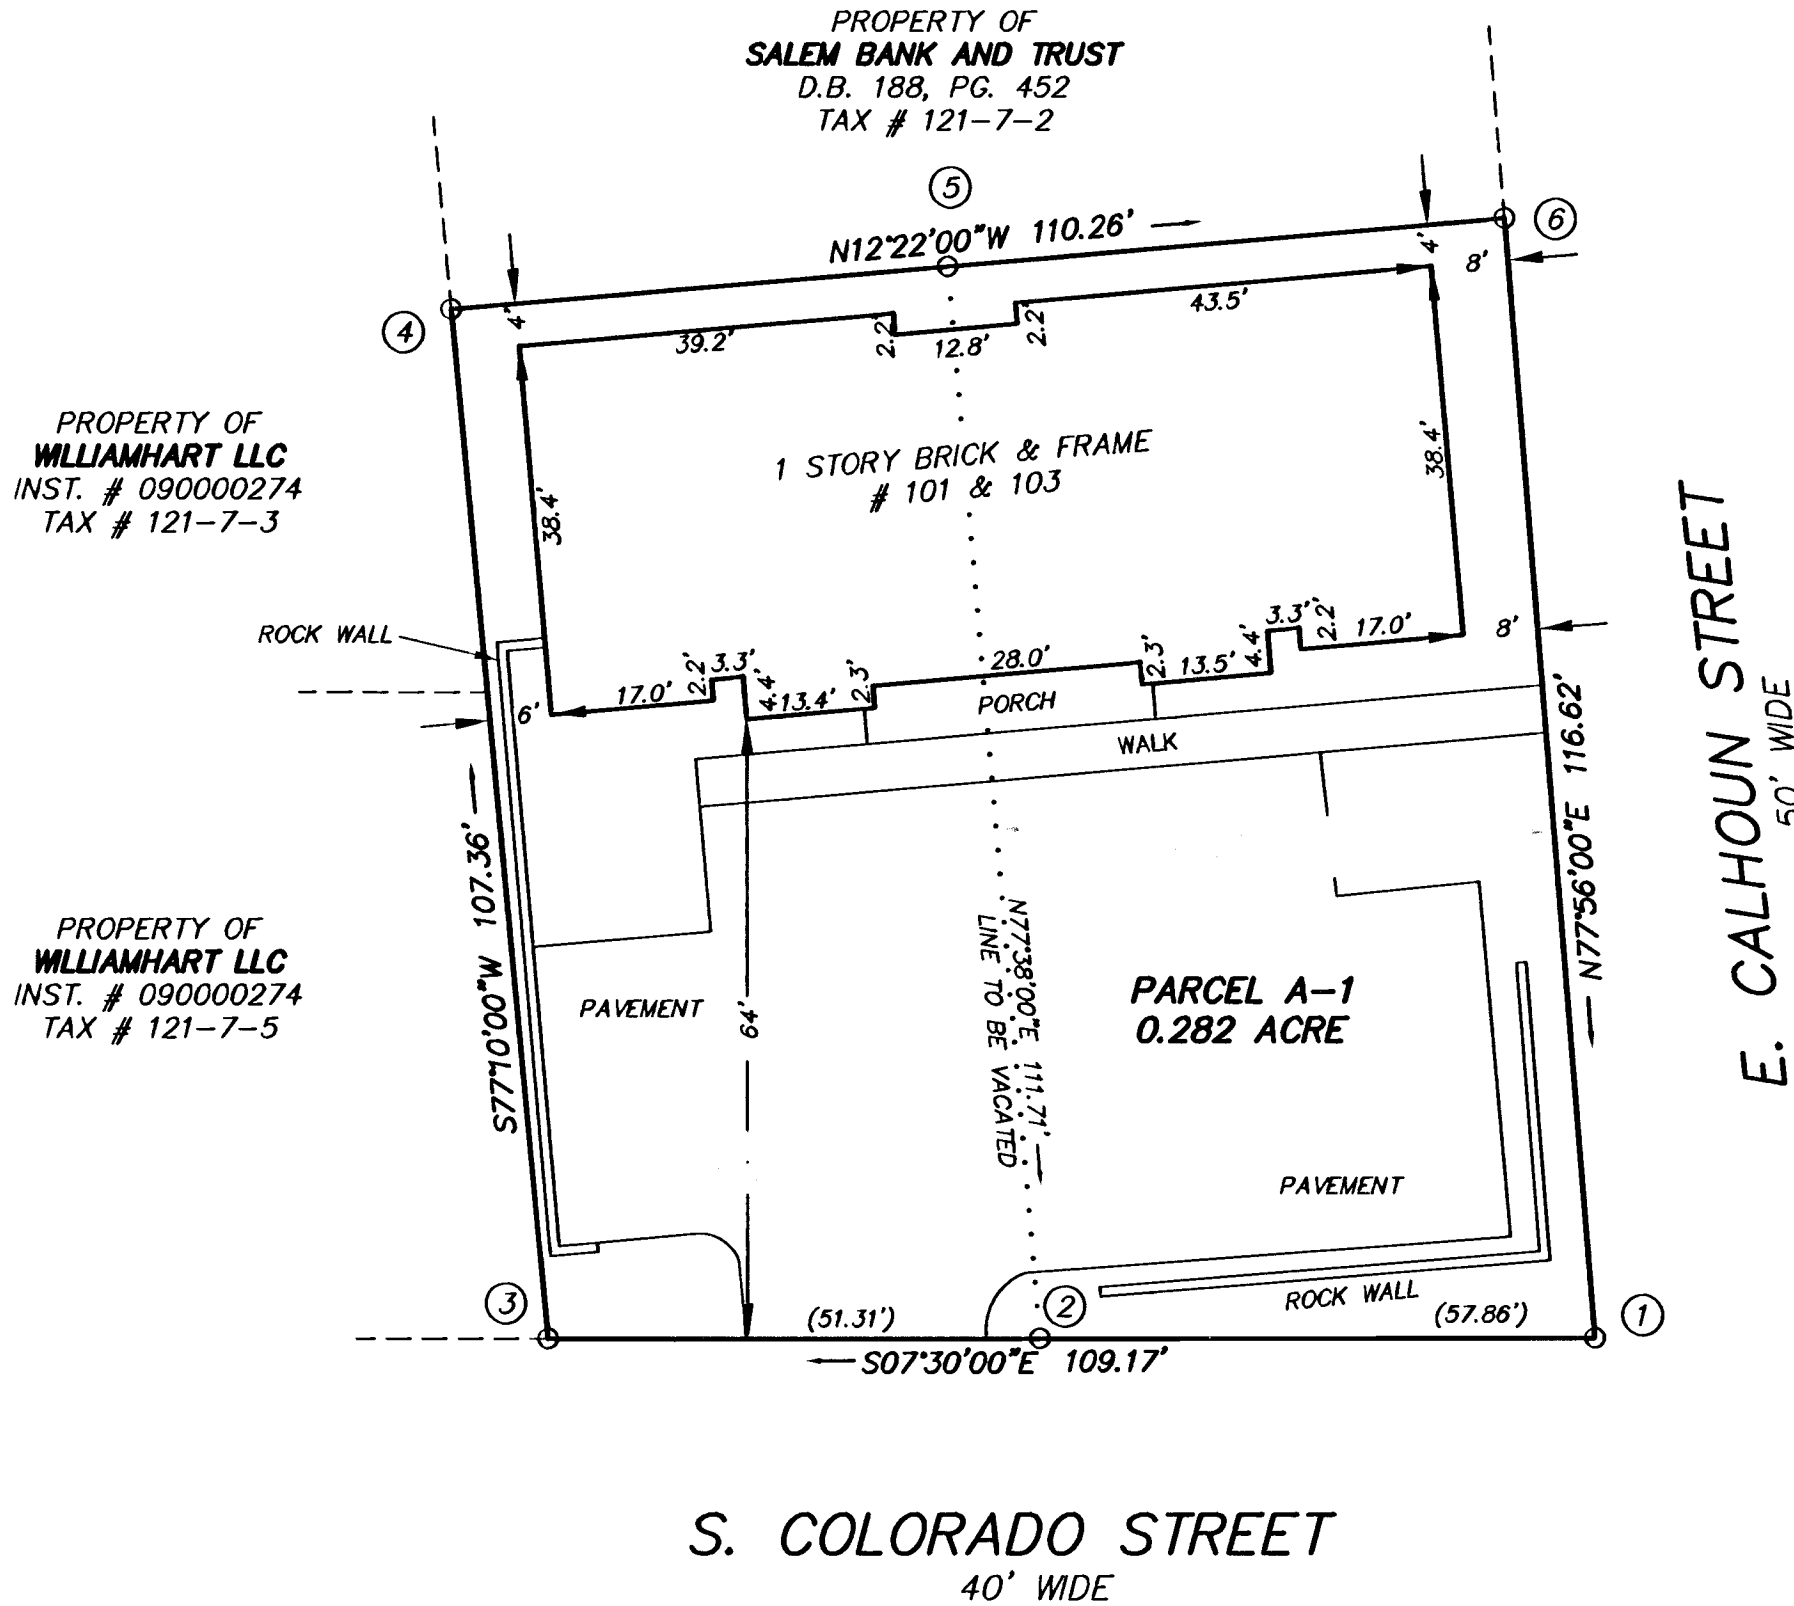 PROPERTY OF
SALEM BANK AND TRUST
D.B. 188, PG. 452
TAX # 121-7-2
5
N12°22'00"W 110.26'
6
4'
8'
4
4'
39.2'
2.2'
12.8'
2.2'
43.5'
PROPERTY OF
WILLIAMHART LLC
INST. # 090000274
TAX # 121-7-3
1 STORY BRICK & FRAME
# 101 & 103
38.4'
38.4'
ROCK WALL
6'
17.0'
2.2'
3.3'
4.4'
13.4'
2.3'
28.0'
2.3'
13.5'
4.4'
3.3'
2.2'
17.0'
8'
PORCH
WALK
E. CALHOUN STREET
50' WIDE
N77°56'00"E 116.62'
S77°10'00"W 107.36'
PROPERTY OF
WILLIAMHART LLC
INST. # 090000274
TAX # 121-7-5
PAVEMENT
64'
N77°38'00"E 111.71'
LINE TO BE VACATED
PARCEL A-1
0.282 ACRE
PAVEMENT
ROCK WALL
3
(51.31')
2
(57.86')
1
S07°30'00"E 109.17'
S. COLORADO STREET
40' WIDE